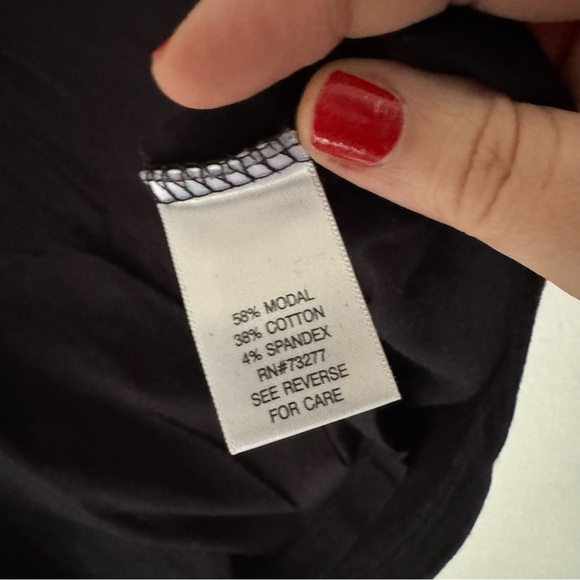 58% MODAL
38% COTTON
4% SPANDEX
RN#73277
SEE REVERSE
FOR CARE